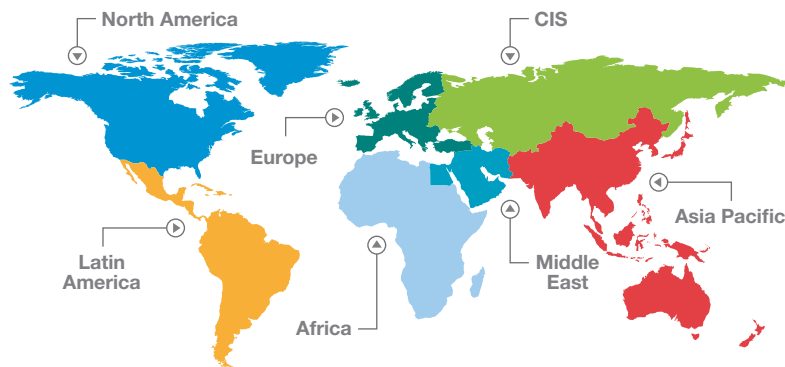 North America
CIS
Europe
Asia Pacific
Latin
America
Middle
East
Africa